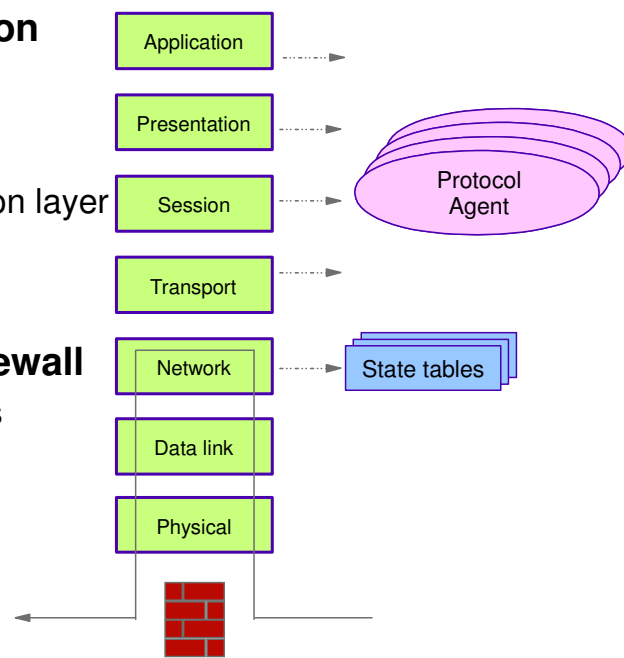 on
Application
Presentation
Protocol
Agent
on layer
Session
Transport
ewall
Network
State tables
s
Data link
Physical